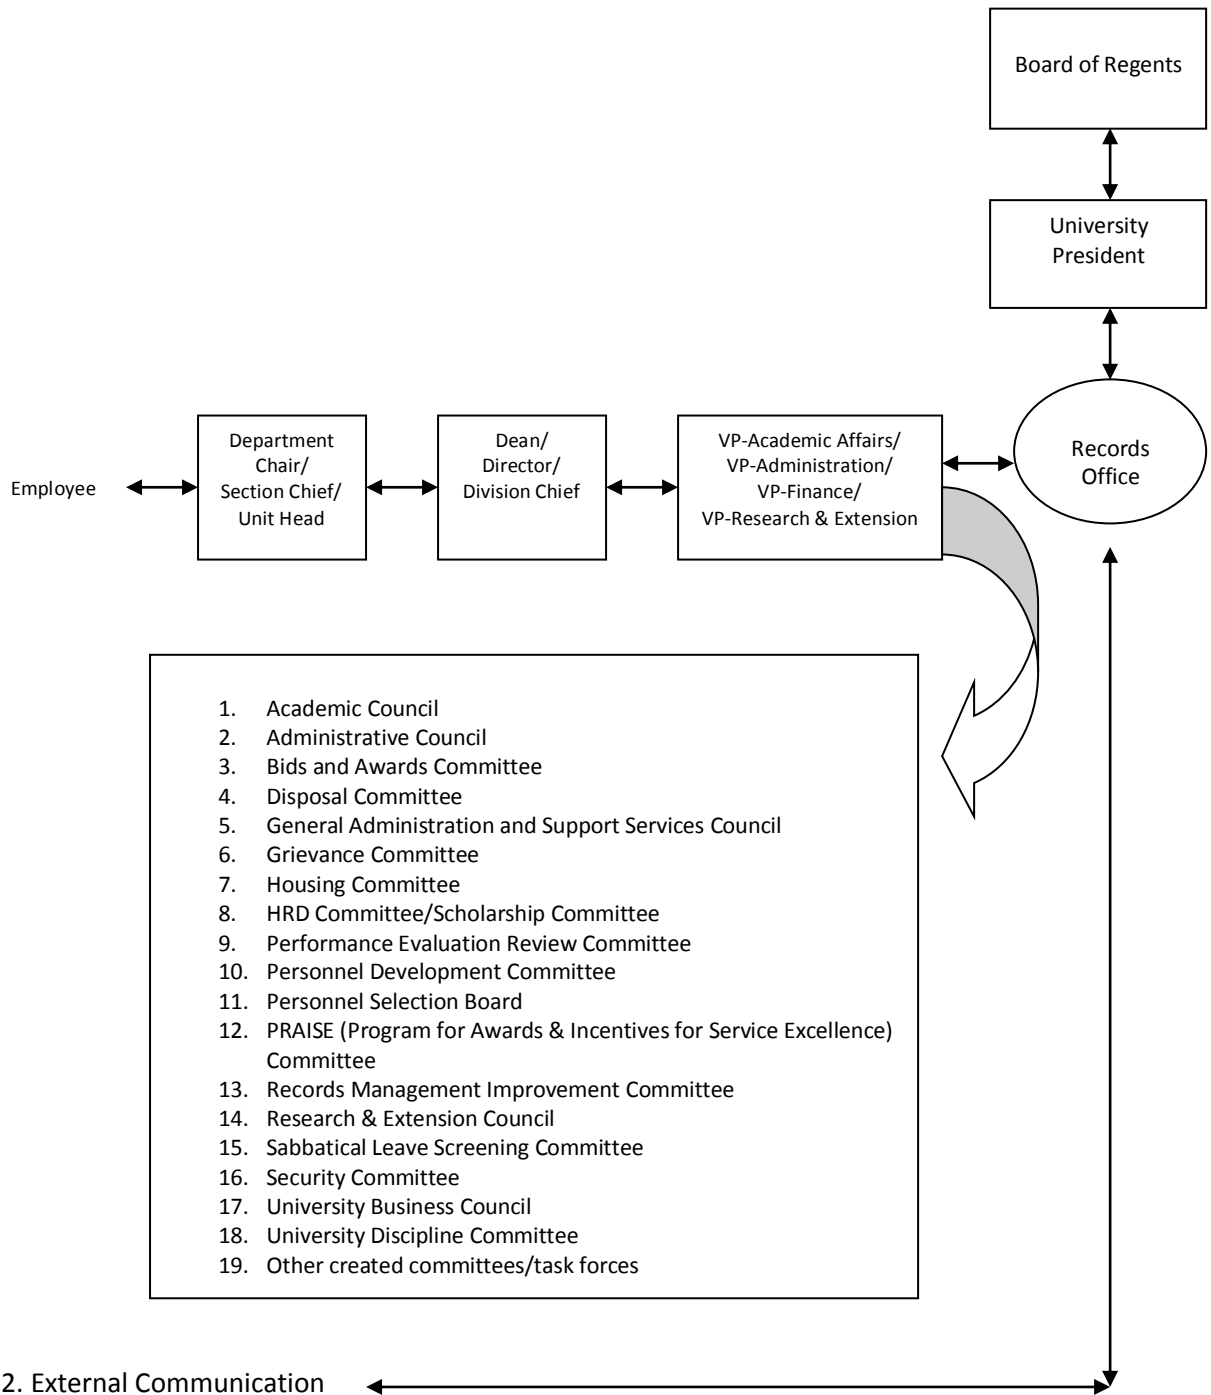 Board of Regents
University
President
Records
Office
Employee
Department
Chair/
Section Chief/
Unit Head
Dean/
Director/
Division Chief
VP-Academic Affairs/
VP-Administration/
VP-Finance/
VP-Research & Extension
1. Academic Council
2. Administrative Council
3. Bids and Awards Committee
4. Disposal Committee
5. General Administration and Support Services Council
6. Grievance Committee
7. Housing Committee
8. HRD Committee/Scholarship Committee
9. Performance Evaluation Review Committee
10. Personnel Development Committee
11. Personnel Selection Board
12. PRAISE (Program for Awards & Incentives for Service Excellence)
Committee
13. Records Management Improvement Committee
14. Research & Extension Council
15. Sabbatical Leave Screening Committee
16. Security Committee
17. University Business Council
18. University Discipline Committee
19. Other created committees/task forces
2. External Communication